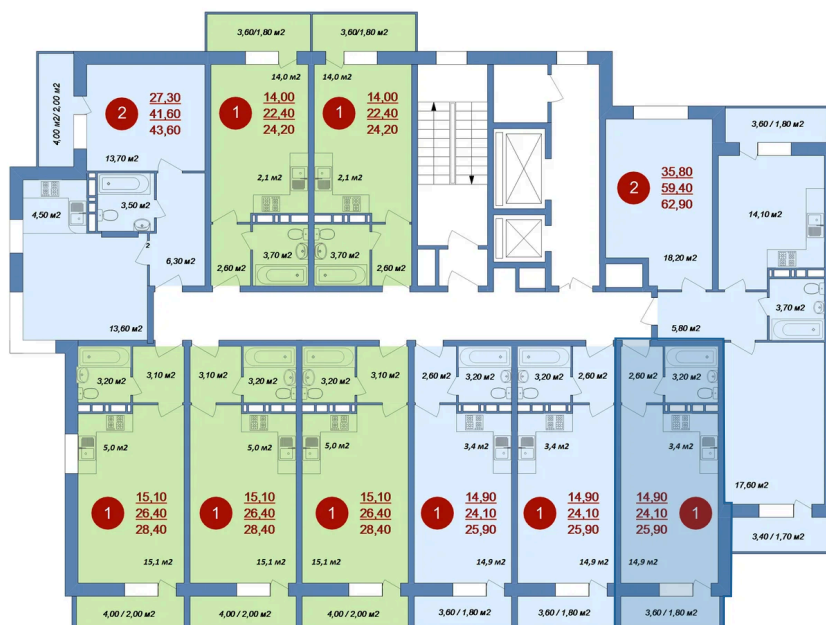 3,60/1,80 м2
3,60/1,80 м2
4,00 м2/ 2,00 м2
2
27,30
41,60
43,60
13,70 м2
14,0 м2
1
14,00
22,40
24,20
2,1 м2
14,0 м2
1
14,00
22,40
24,20
2,1 м2
3,60 / 1,80 м2
2
35,80
59,40
62,90
18,20 м2
14,10 м2
4,50 м2
3,50 м2
2
6,30 м2
13,60 м2
3,70 м2
2,60 м2
3,70 м2
2,60 м2
3,70 м2
5,80 м2
3,20 м2
3,10 м2
3,10 м2
3,20 м2
3,20 м2
3,10 м2
2,60 м2
3,20 м2
3,20 м2
2,60 м2
2,60 м2
3,20 м2
5,0 м2
5,0 м2
5,0 м2
3,4 м2
3,4 м2
3,4 м2
1
15,10
26,40
28,40
15,1 м2
1
15,10
26,40
28,40
15,1 м2
1
15,10
26,40
28,40
15,1 м2
1
14,90
24,10
25,90
14,9 м2
1
14,90
24,10
25,90
14,9 м2
14,90
24,10
25,90
1
14,9 м2
17,60 м2
3,40 / 1,70 м2
4,00 / 2,00 м2
4,00 / 2,00 м2
4,00 / 2,00 м2
3,60 / 1,80 м2
3,60 / 1,80 м2
3,60 / 1,80 м2